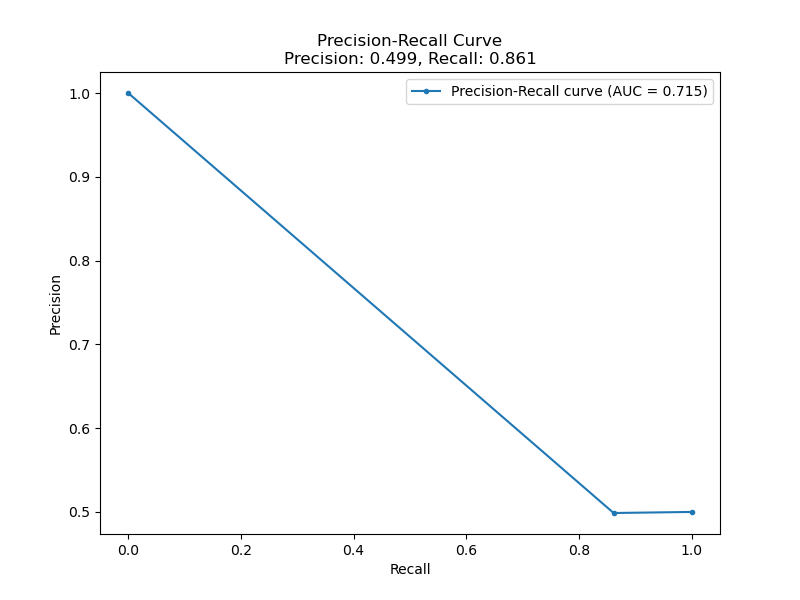 Precision-Recall Curve
Precision: 0.499, Recall: 0.861
Precision-Recall curve (AUC = 0.715)
1.0
0.9
0.8
0.7
0.6
0.5
Precision
0.0 0.2 0.4 0.6 0.8 1.0
Recall